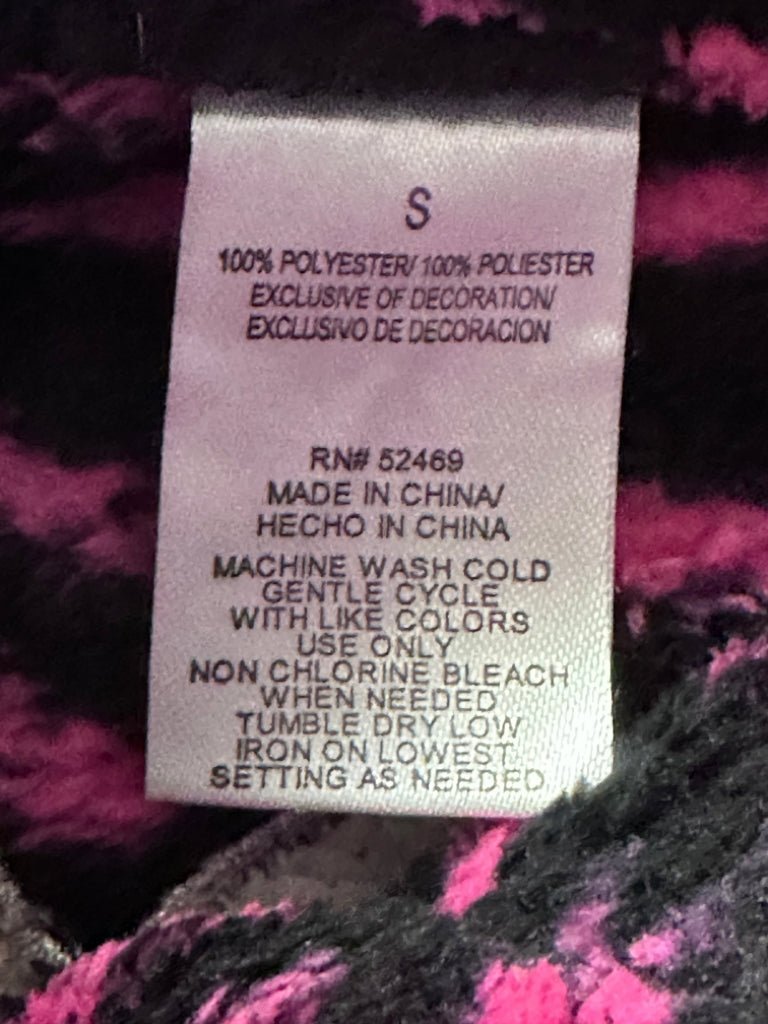 S
100% POLYESTER/ 100% POLIESTER
EXCLUSIVE OF DECORATION/
EXCLUSIVO DE DECORACION
RN# 52469
MADE IN CHINA/
HECHO IN CHINA
MACHINE WASH COLD
GENTLE CYCLE
WITH LIKE COLORS
USE ONLY
NON CHLORINE BLEACH
WHEN NEEDED
TUMBLE DRY LOW
IRON ON LOWEST
SETTING AS NEEDED